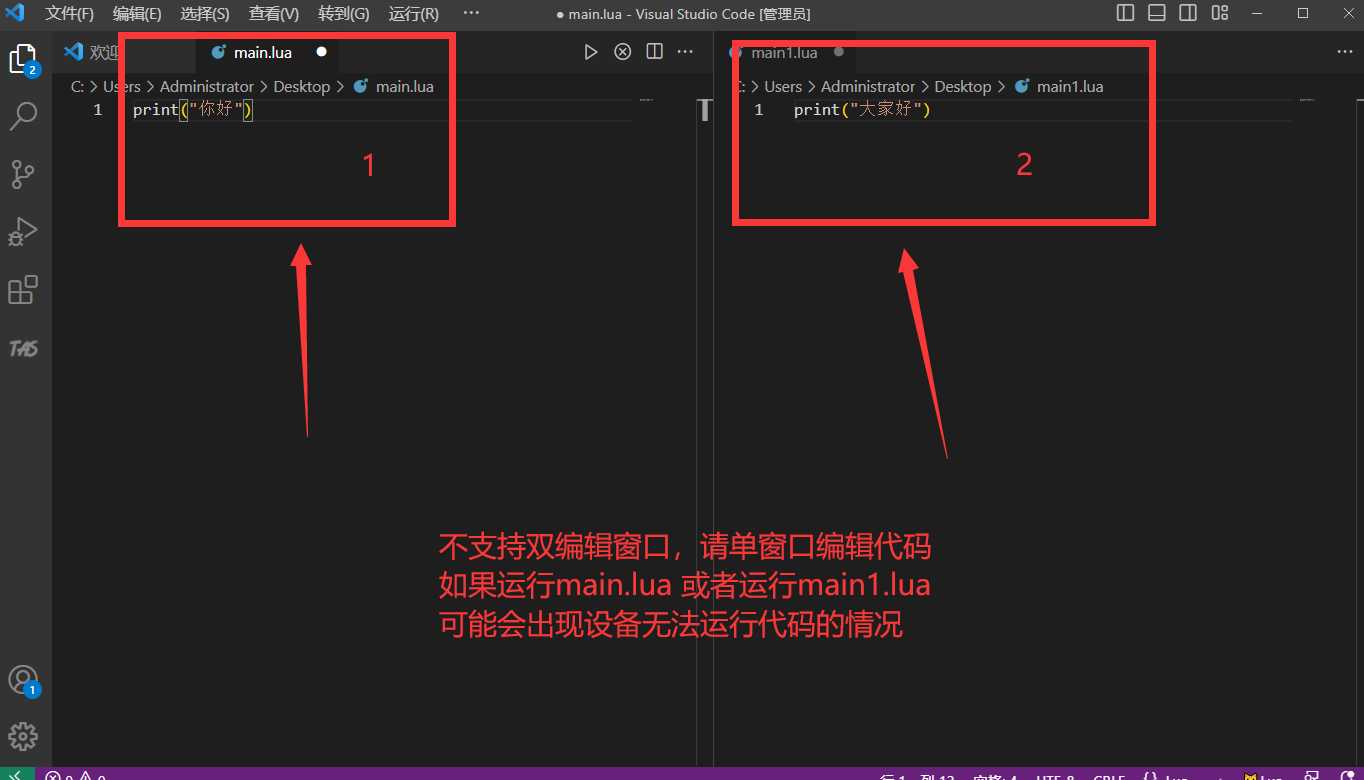 文件(F) 编辑(E) 选择(S) 查看(V) 转到(G) 运行(R) ··· ● main.lua - Visual Studio Code [管理员]
欢迎 main.lua ●
main1.lua ●
C: > Users > Administrator > Desktop > main.lua
C: > Users > Administrator > Desktop > main1.lua
1 print("你好")
1 print("大家好")
1
2
2
TAS
不支持双编辑窗口，请单窗口编辑代码
如果运行main.lua 或者运行main1.lua
可能会出现设备无法运行代码的情况
1
0 0 行 1，列 12 空格: 4 UTF-8 CRLF {} Lua Lua